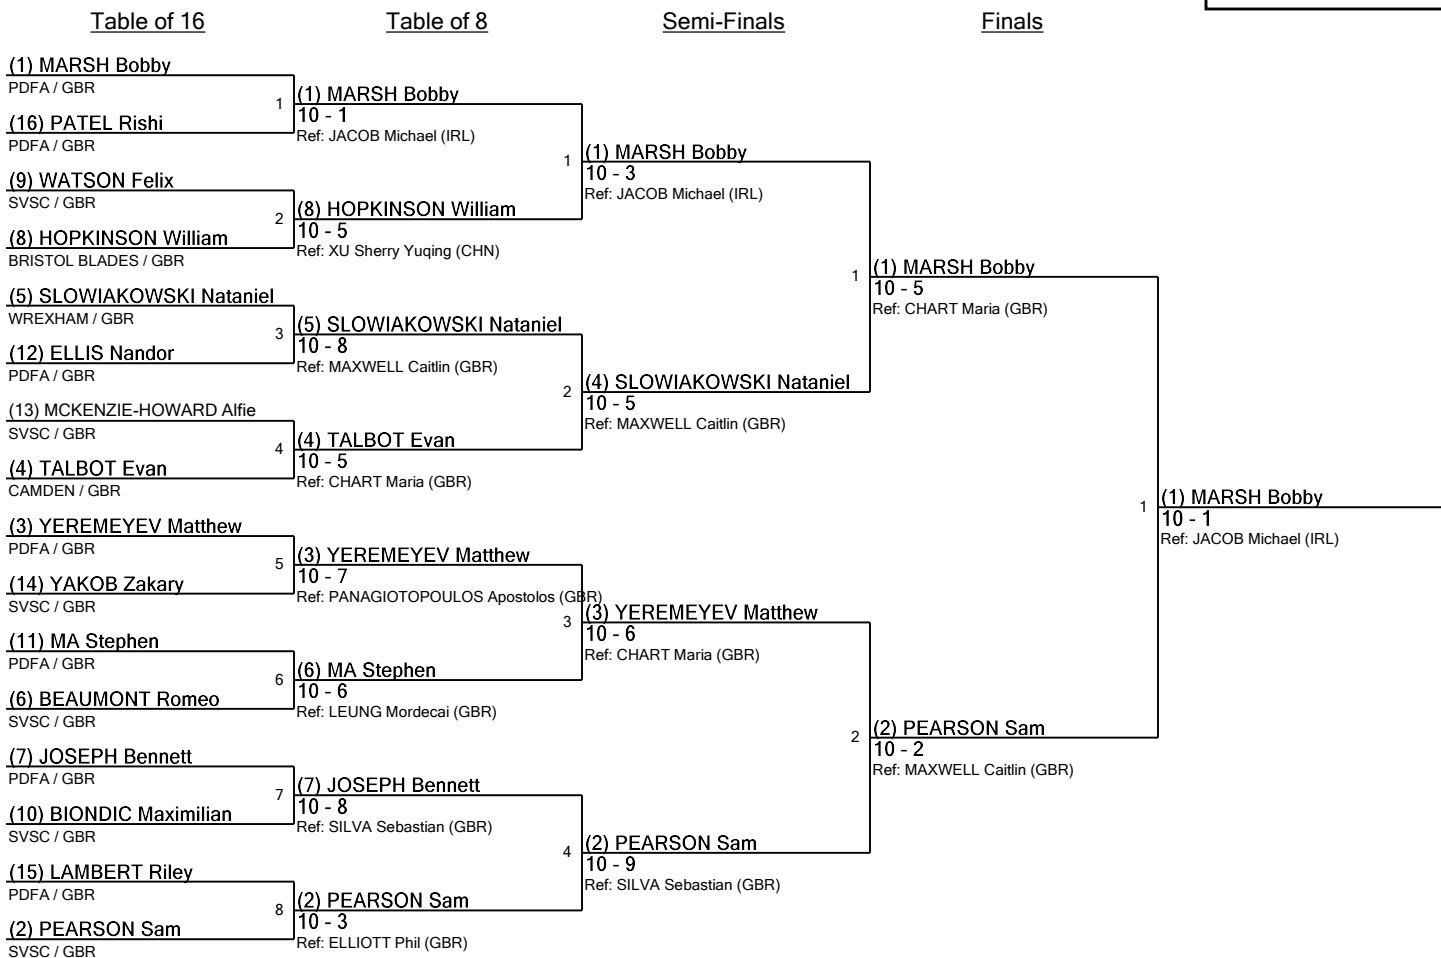 Table of 16
Table of 8
Semi-Finals
Finals
(1) MARSH Bobby
PDFA / GBR
(16) PATEL Rishi
PDFA / GBR
(9) WATSON Felix
SVSC / GBR
(8) HOPKINSON William
BRISTOL BLADES / GBR
(5) SLOWIAKOWSKI Nataniel
WREXHAM / GBR
(12) ELLIS Nandor
PDFA / GBR
(13) MCKENZIE-HOWARD Alfie
SVSC / GBR
(4) TALBOT Evan
CAMDEN / GBR
(3) YEREMEYEV Matthew
PDFA / GBR
(14) YAKOB Zakary
SVSC / GBR
(11) MA Stephen
PDFA / GBR
(6) BEAUMONT Romeo
SVSC / GBR
(7) JOSEPH Bennett
PDFA / GBR
(10) BIONDIC Maximilian
SVSC / GBR
(15) LAMBERT Riley
PDFA / GBR
(2) PEARSON Sam
SVSC / GBR
1
(1) MARSH Bobby
10 - 1
Ref: JACOB Michael (IRL)
2
(8) HOPKINSON William
10 - 5
Ref: XU Sherry Yuqing (CHN)
3
(5) SLOWIAKOWSKI Nataniel
10 - 8
Ref: MAXWELL Caitlin (GBR)
4
(4) TALBOT Evan
10 - 5
Ref: CHART Maria (GBR)
5
(3) YEREMEYEV Matthew
10 - 7
Ref: PANAGIOTOPOULOS Apostolos (GBR)
6
(6) MA Stephen
10 - 6
Ref: LEUNG Mordecai (GBR)
7
(7) JOSEPH Bennett
10 - 8
Ref: SILVA Sebastian (GBR)
8
(2) PEARSON Sam
10 - 3
Ref: ELLIOTT Phil (GBR)
1
(1) MARSH Bobby
10 - 3
Ref: JACOB Michael (IRL)
2
(4) SLOWIAKOWSKI Nataniel
10 - 5
Ref: MAXWELL Caitlin (GBR)
3
(3) YEREMEYEV Matthew
10 - 6
Ref: CHART Maria (GBR)
4
(2) PEARSON Sam
10 - 9
Ref: SILVA Sebastian (GBR)
1
(1) MARSH Bobby
10 - 5
Ref: CHART Maria (GBR)
2
(2) PEARSON Sam
10 - 2
Ref: MAXWELL Caitlin (GBR)
1
(1) MARSH Bobby
10 - 1
Ref: JACOB Michael (IRL)